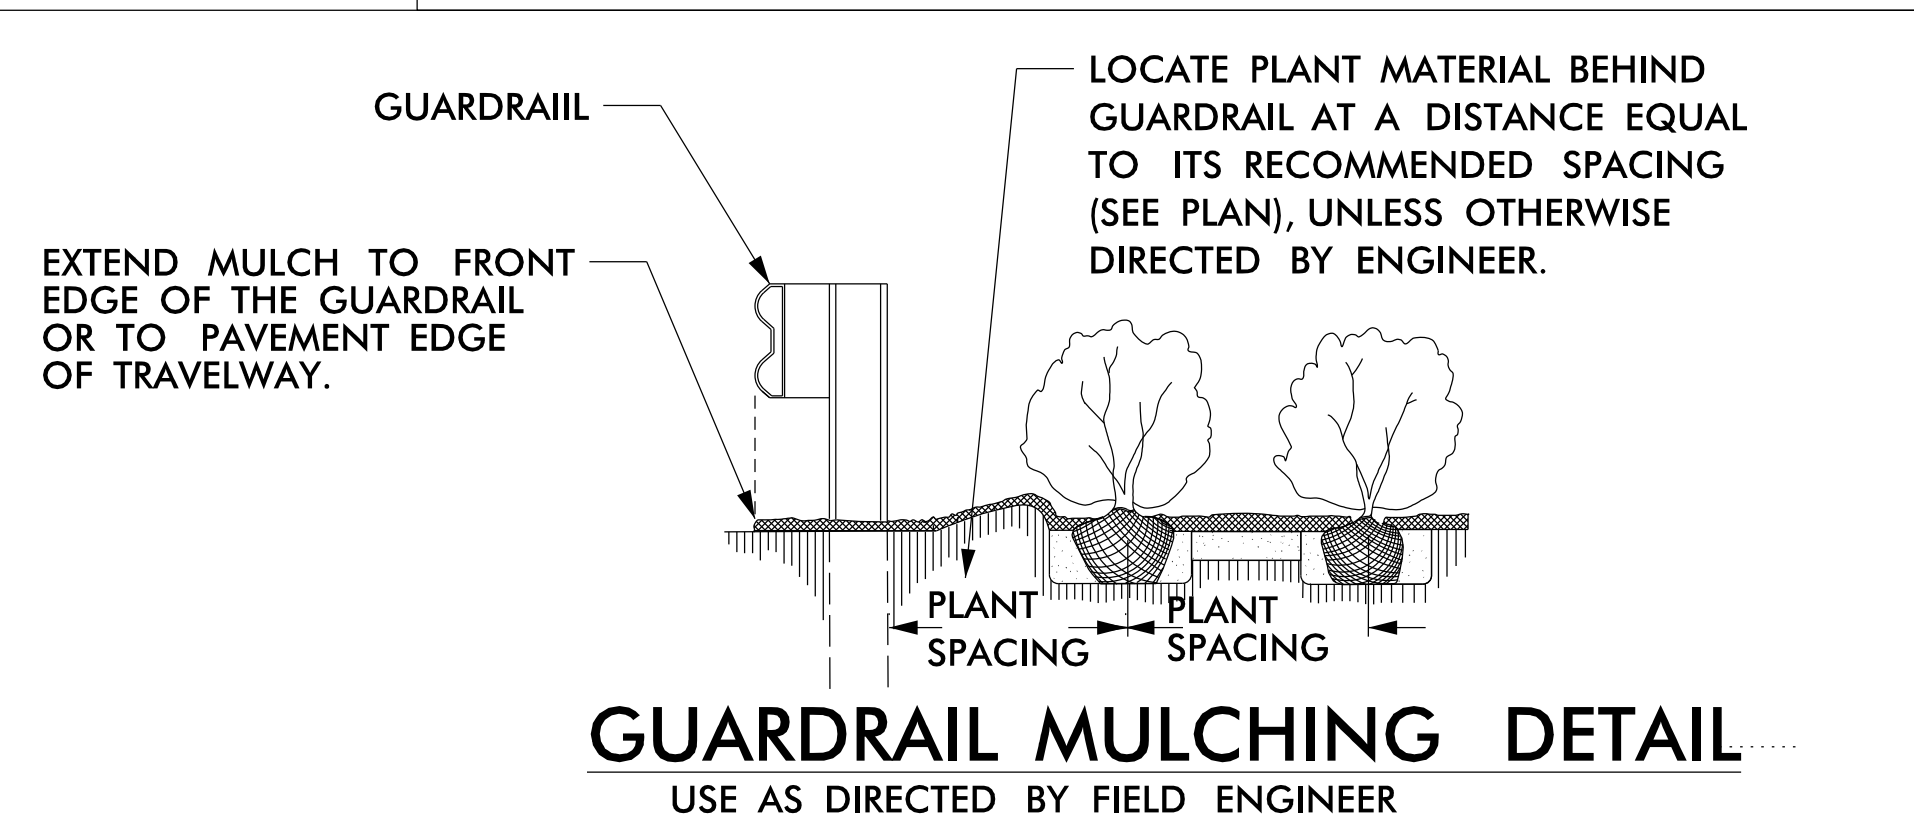 GUARDRAIIL
LOCATE PLANT MATERIAL BEHIND
GUARDRAIL AT A DISTANCE EQUAL
TO ITS RECOMMENDED SPACING
(SEE PLAN), UNLESS OTHERWISE
DIRECTED BY ENGINEER.
EXTEND MULCH TO FRONT
EDGE OF THE GUARDRAIL
OR TO PAVEMENT EDGE
OF TRAVELWAY.
PLANT
SPACING
PLANT
SPACING
GUARDRAIL MULCHING DETAIL
USE AS DIRECTED BY FIELD ENGINEER